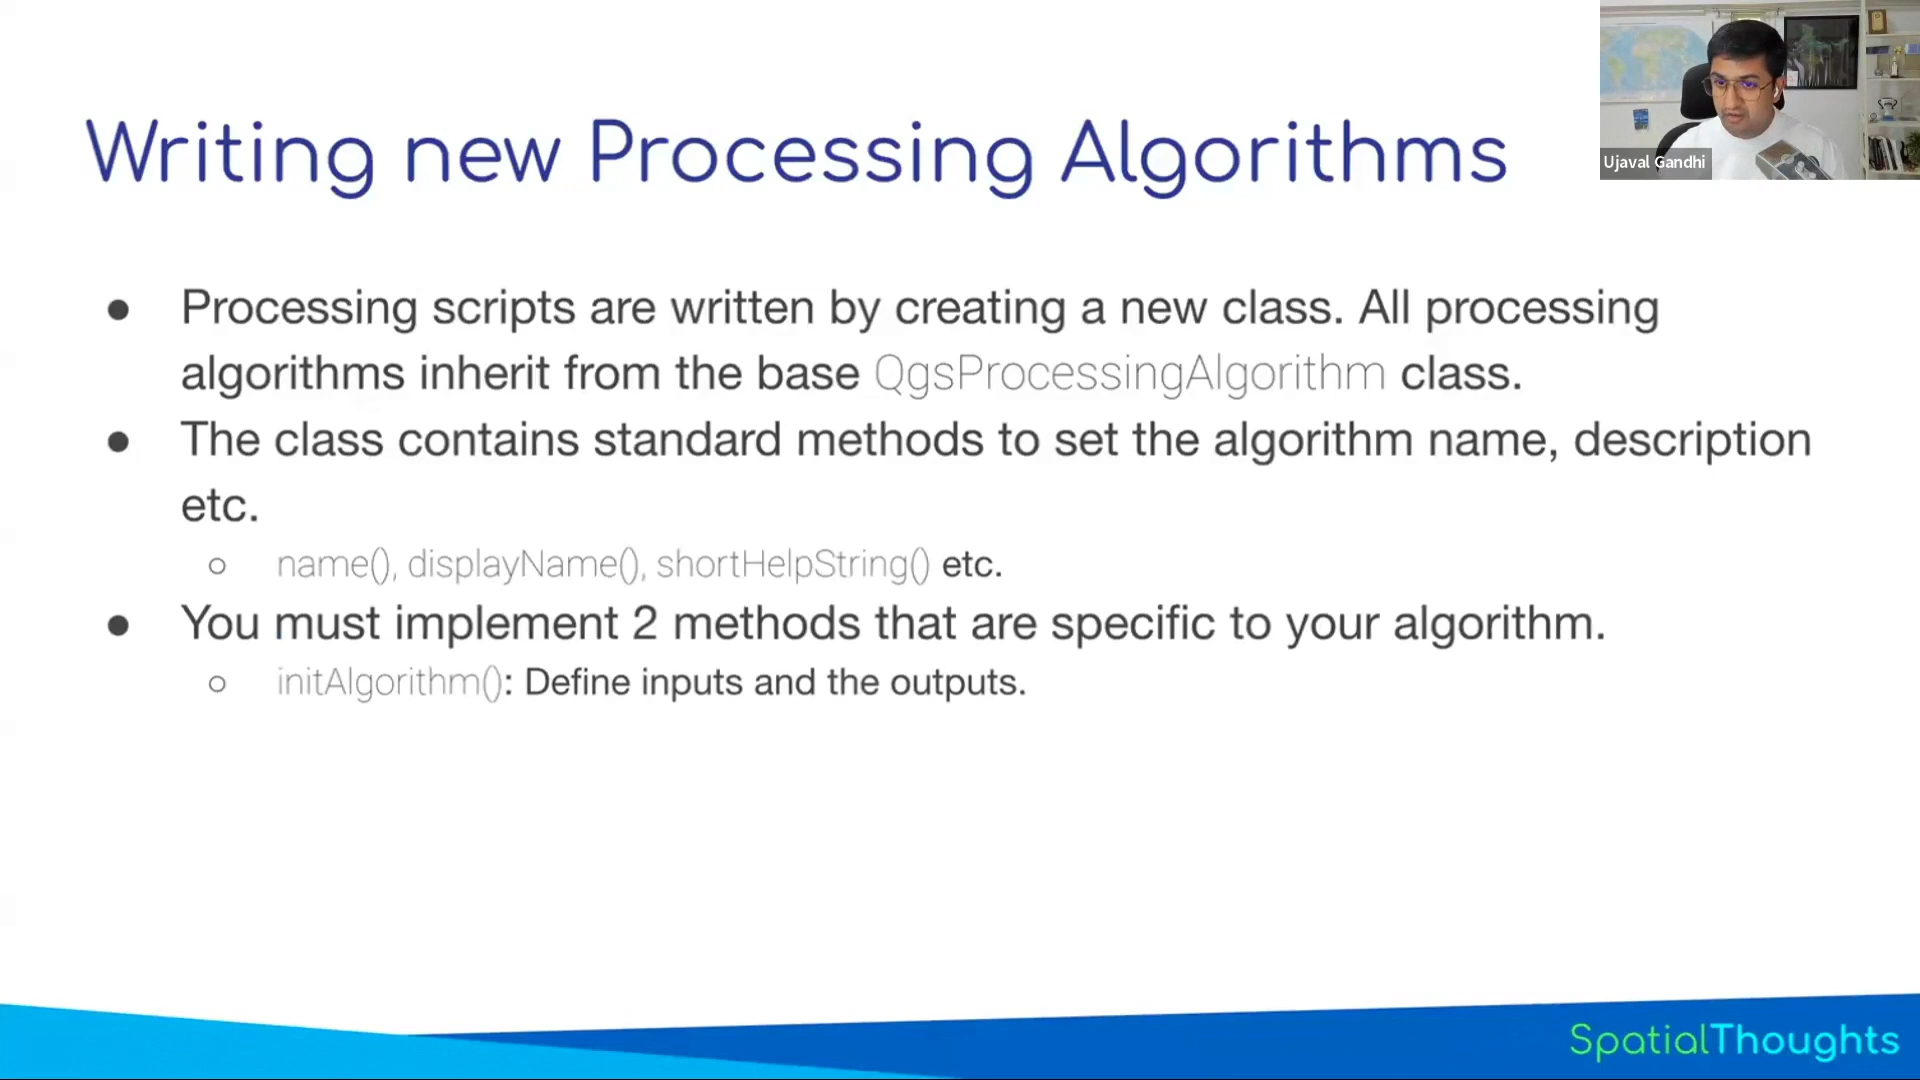 Writing new Processing Algorithms
Ujaval Gandhi
● Processing scripts are written by creating a new class. All processing
algorithms inherit from the base QgsProcessingAlgorithm class.
● The class contains standard methods to set the algorithm name, description
etc.
○ name(), displayName(), shortHelpString() etc.
● You must implement 2 methods that are specific to your algorithm.
○ initAlgorithm(): Define inputs and the outputs.
SpatialThoughts